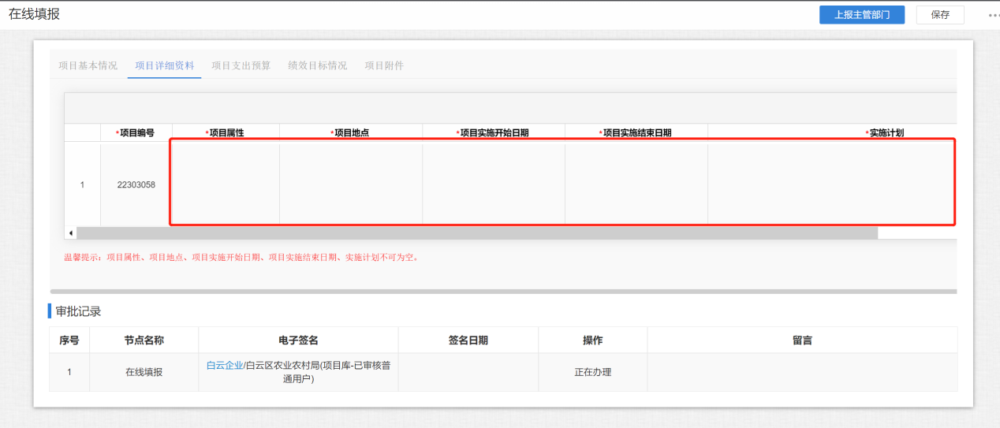 在线填报
上报主管部门
保存
项目基本情况 项目详细资料 项目支出预算 绩效目标情况 项目附件
*项目编号 *项目属性 *项目地点 *项目实施开始日期 *项目实施结束日期 *实施计划
1 22303058
温馨提示：项目属性、项目地点、项目实施开始日期、项目实施结束日期、实施计划不可为空。
审批记录
序号 节点名称 电子签名 签名日期 操作 留言
1 在线填报 白云企业/白云区农业农村局(项目库-已审核普 正在办理
通用户)